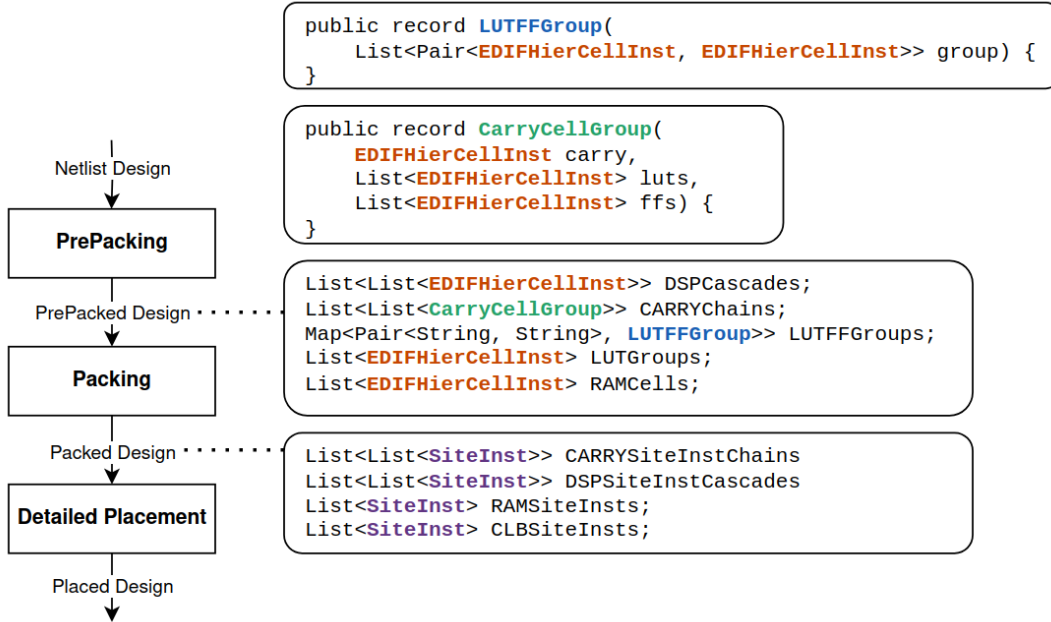 public record LUTFFGroup(
    List<Pair<EDIFHierCellInst, EDIFHierCellInst>> group) {
}
public record CarryCellGroup(
    EDIFHierCellInst carry,
    List<EDIFHierCellInst> luts,
    List<EDIFHierCellInst> ffs) {
}
Netlist Design
PrePacking
PrePacked Design
List<List<EDIFHierCellInst>> DSPCascades;
List<List<CarryCellGroup>> CARRYChains;
Map<Pair<String, String>, LUTFFGroup>> LUTFFGroups;
List<EDIFHierCellInst> LUTGroups;
List<EDIFHierCellInst> RAMCells;
Packing
Packed Design
List<List<SiteInst>> CARRYSiteInstChains
List<List<SiteInst>> DSPSiteInstCascades
List<SiteInst> RAMSiteInsts;
List<SiteInst> CLBSiteInsts;
Detailed Placement
Placed Design